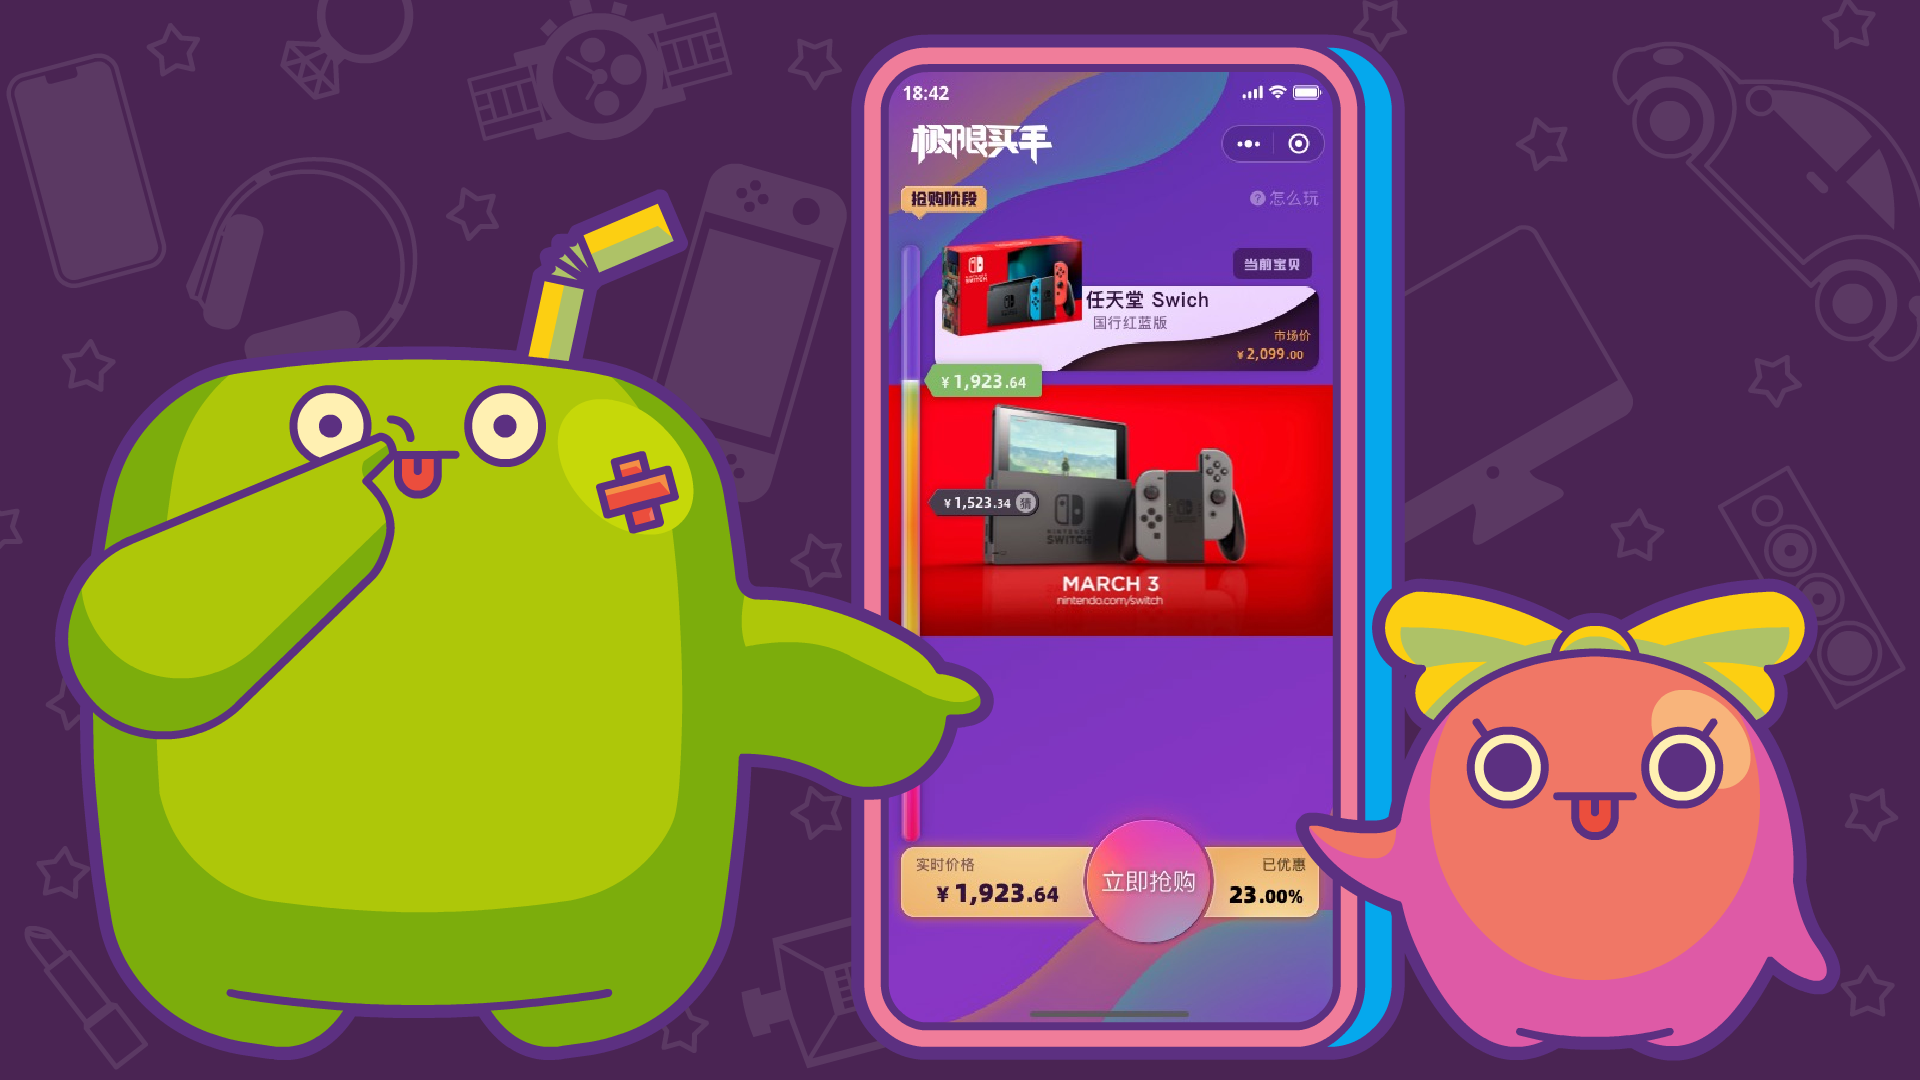 18:42
极限买手
抢购阶段
? 怎么玩
当前宝贝
任天堂 Swich
国行红蓝版
市场价
¥2,099.00
¥1,923.64
¥1,523.34 猜
NINTENDO
SWITCH
MARCH 3
nintendo.com/switch
实时价格
¥1,923.64
立即抢购
已优惠
23.00%